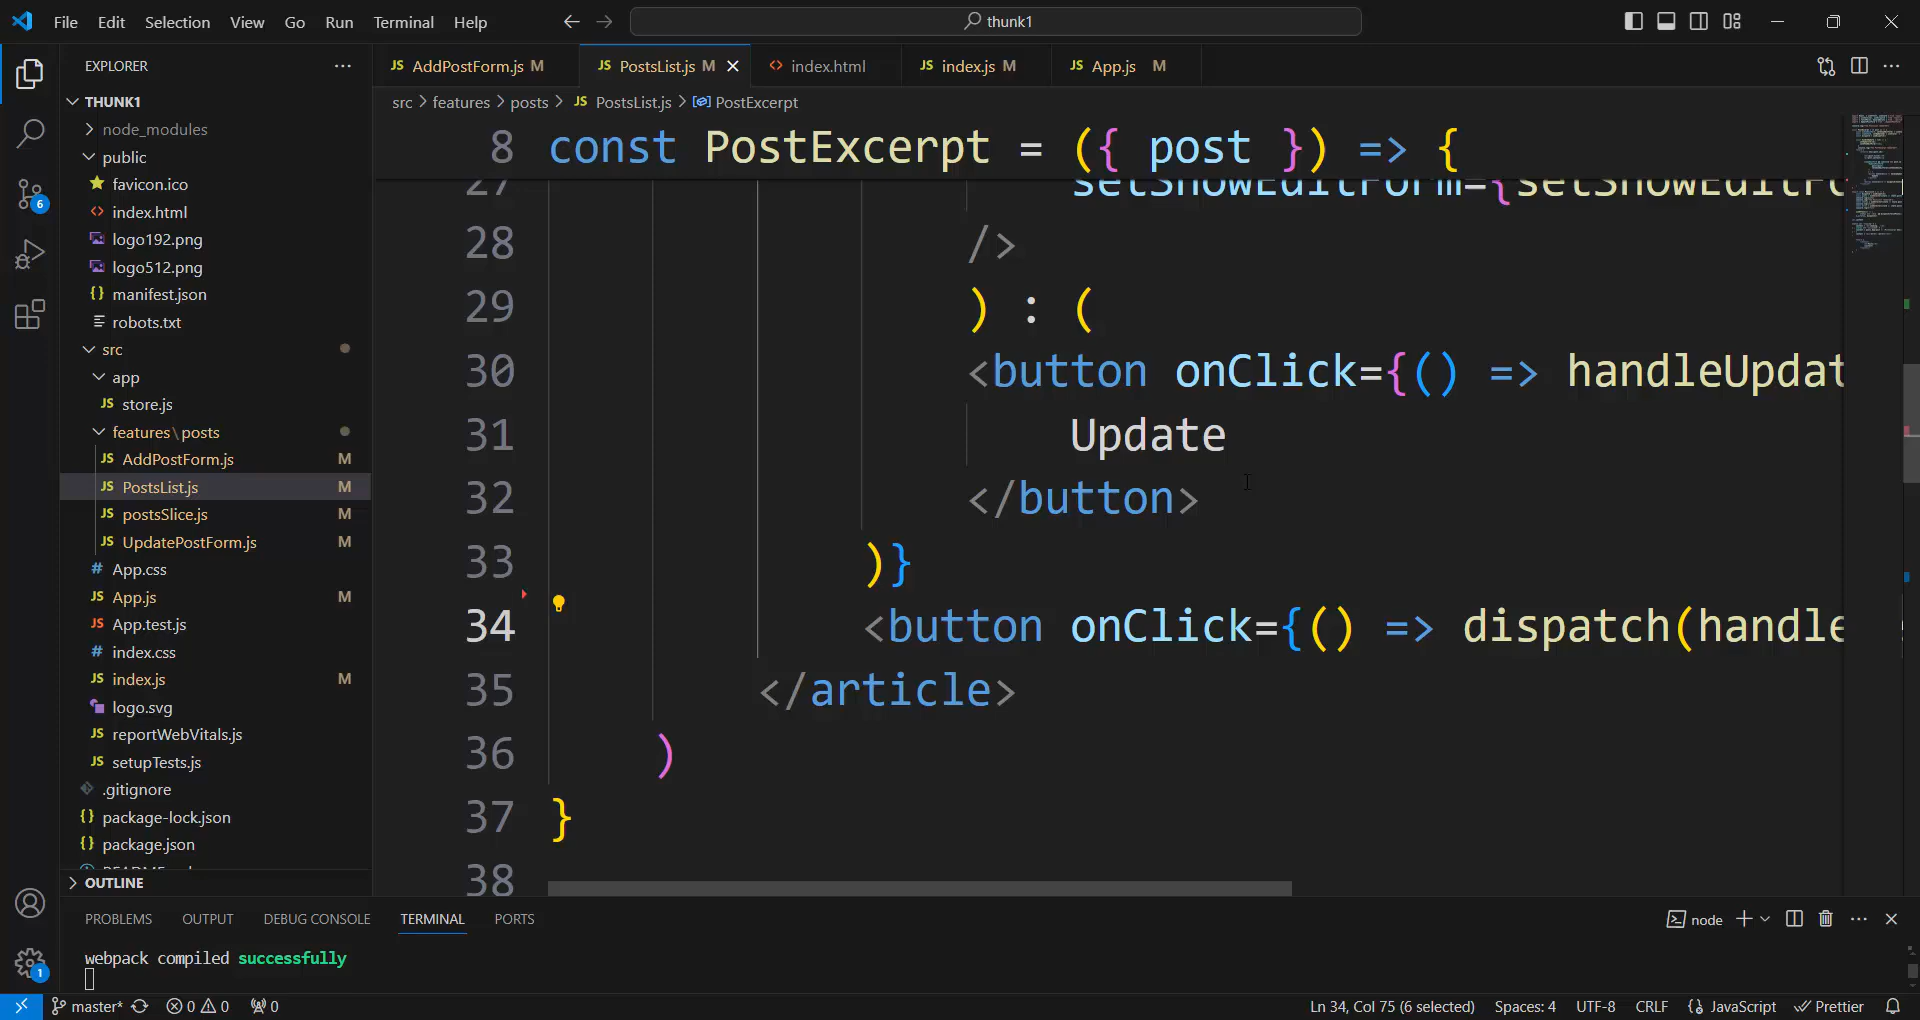 File Edit Selection View Go Run Terminal Help
thunk1
EXPLORER
THUNK1
node_modules
public
favicon.ico
index.html
logo192.png
logo512.png
manifest.json
robots.txt
src
app
store.js
features\posts
AddPostForm.js M
PostsList.js M
postsSlice.js M
UpdatePostForm.js M
App.css
App.js M
App.test.js
index.css
index.js M
logo.svg
reportWebVitals.js
setupTests.js
.gitignore
package-lock.json
package.json
OUTLINE
AddPostForm.js M
PostsList.js M
index.html
index.js M
App.js M
src > features > posts > JS PostsList.js > PostExcerpt
8 const PostExcerpt = ({ post }) => {
27 setShowEditForm={setShowEditFo
28 />
29 ) : (
30 <button onClick={() => handleUpdat
31 Update
32 </button>
33 )}
34 <button onClick={() => dispatch(handle
35 </article>
36 )
37 }
38
PROBLEMS OUTPUT DEBUG CONSOLE TERMINAL PORTS
node
webpack compiled successfully
6
1
master* 0 0 0
Ln 34, Col 75 (6 selected) Spaces: 4 UTF-8 CRLF {} JavaScript Prettier